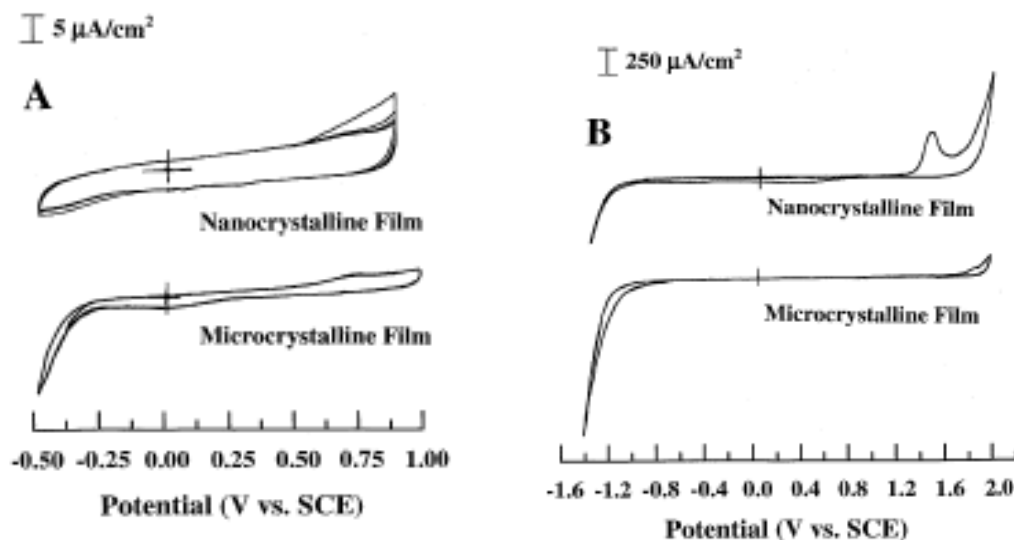 5 μA/cm²
A
Nanocrystalline Film
Microcrystalline Film
-0.50 -0.25 0.00 0.25 0.50 0.75 1.00
Potential (V vs. SCE)
250 μA/cm²
B
Nanocrystalline Film
Microcrystalline Film
-1.6 -1.2 -0.8 -0.4 0.0 0.4 0.8 1.2 1.6 2.0
Potential (V vs. SCE)